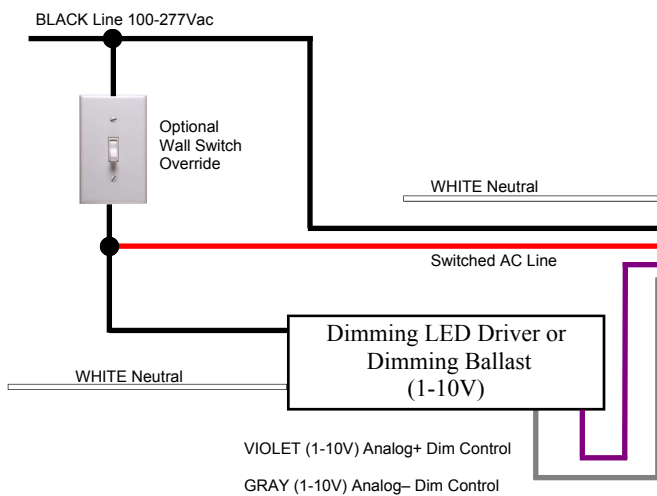 BLACK Line 100-277Vac
Optional
Wall Switch
Override
WHITE Neutral
Switched AC Line
Dimming LED Driver or
Dimming Ballast
(1-10V)
WHITE Neutral
VIOLET (1-10V) Analog+ Dim Control
GRAY (1-10V) Analog– Dim Control